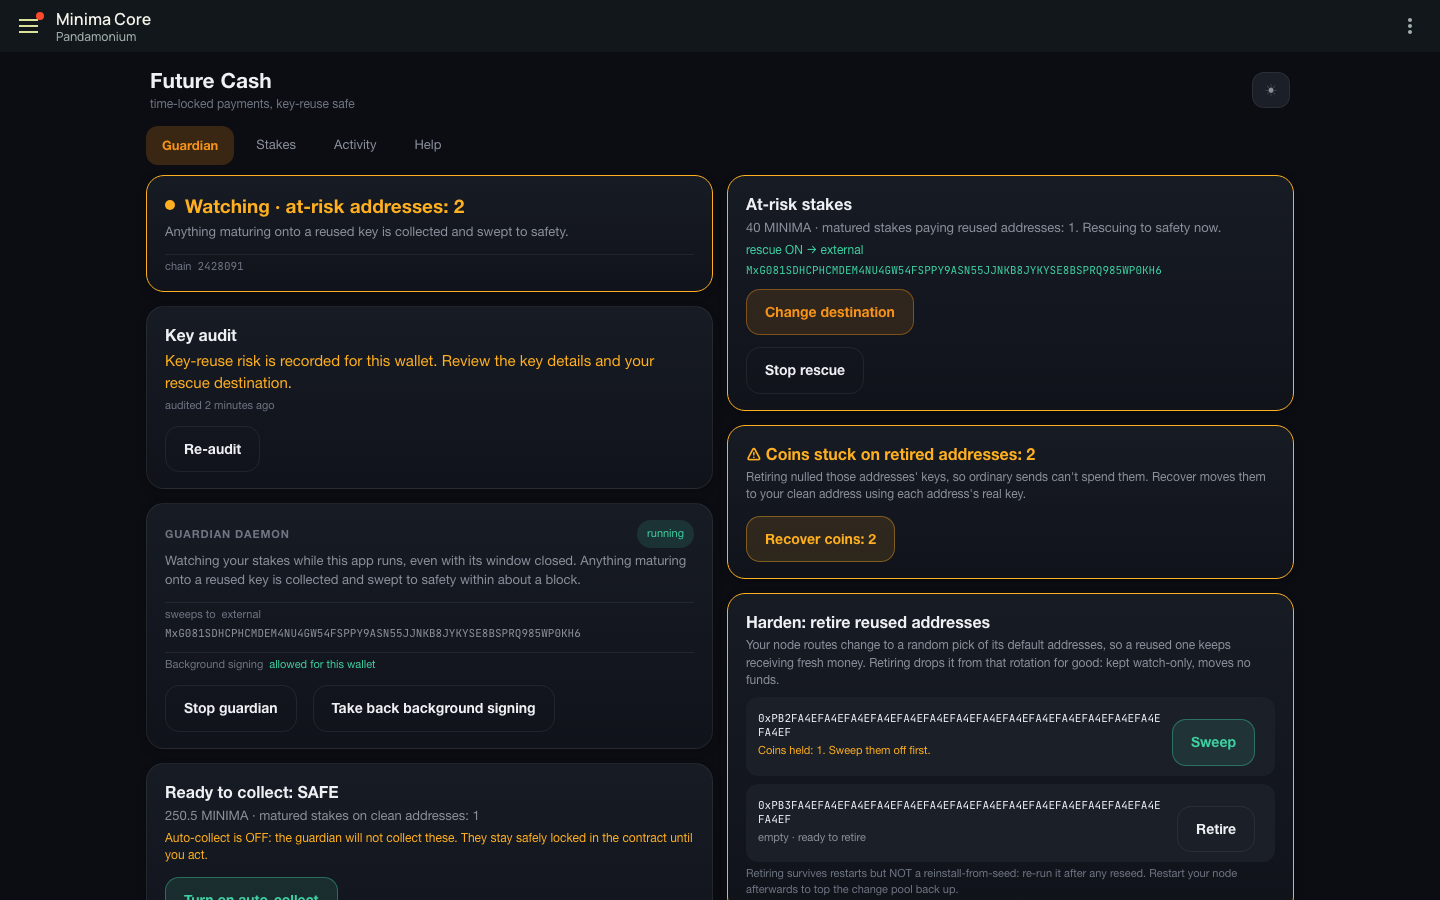 Minima Core
Pandamonium
Future Cash
time-locked payments, key-reuse safe
Guardian
Stakes
Activity
Help
Watching · at-risk addresses: 2
Anything maturing onto a reused key is collected and swept to safety.
chain 2428091
Key audit
Key-reuse risk is recorded for this wallet. Review the key details and your
rescue destination.
audited 2 minutes ago
Re-audit
GUARDIAN DAEMON
running
Watching your stakes while this app runs, even with its window closed. Anything maturing
onto a reused key is collected and swept to safety within about a block.
sweeps to external
MxG081SDHCPHCMDEM4NU4GW54FSPPY9ASN55JJNKB8JYKYSE8BSPRQ985WP0KH6
Background signing allowed for this wallet
Stop guardian
Take back background signing
Ready to collect: SAFE
250.5 MINIMA · matured stakes on clean addresses: 1
Auto-collect is OFF: the guardian will not collect these. They stay safely locked in the contract until
you act.
Turn on auto-collect
At-risk stakes
40 MINIMA · matured stakes paying reused addresses: 1. Rescuing to safety now.
rescue ON → external
MxG081SDHCPHCMDEM4NU4GW54FSPPY9ASN55JJNKB8JYKYSE8BSPRQ985WP0KH6
Change destination
Stop rescue
⚠ Coins stuck on retired addresses: 2
Retiring nulled those addresses' keys, so ordinary sends can't spend them. Recover moves them
to your clean address using each address's real key.
Recover coins: 2
Harden: retire reused addresses
Your node routes change to a random pick of its default addresses, so a reused one keeps
receiving fresh money. Retiring drops it from that rotation for good: kept watch-only, moves no
funds.
0xPB2FA4EFA4EFA4EFA4EFA4EFA4EFA4EFA4EFA4EFA4EFA4EFA4EFA4EFA4E
FA4EF
Coins held: 1. Sweep them off first.
Sweep
0xPB3FA4EFA4EFA4EFA4EFA4EFA4EFA4EFA4EFA4EFA4EFA4EFA4EFA4EFA4E
FA4EF
empty · ready to retire
Retire
Retiring survives restarts but NOT a reinstall-from-seed: re-run it after any reseed. Restart your node
afterwards to top the change pool back up.